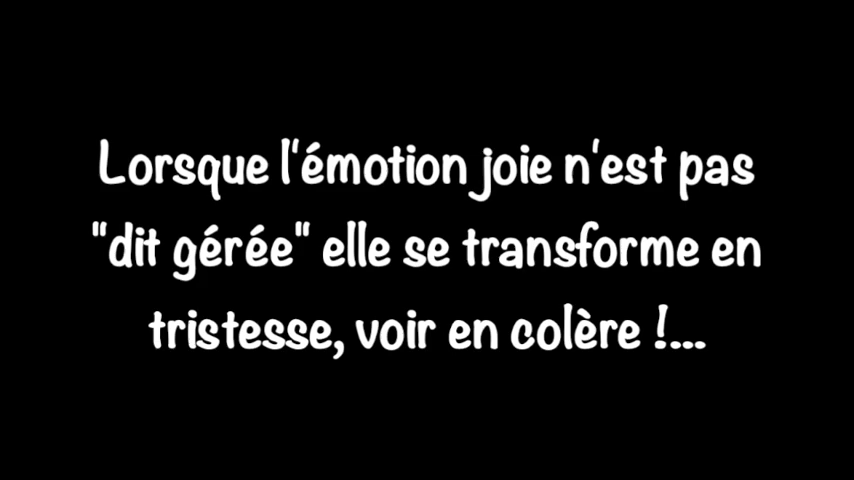 Lorsque l'émotion joie n'est pas
"dit gérée" elle se transforme en
tristesse, voir en colère !...